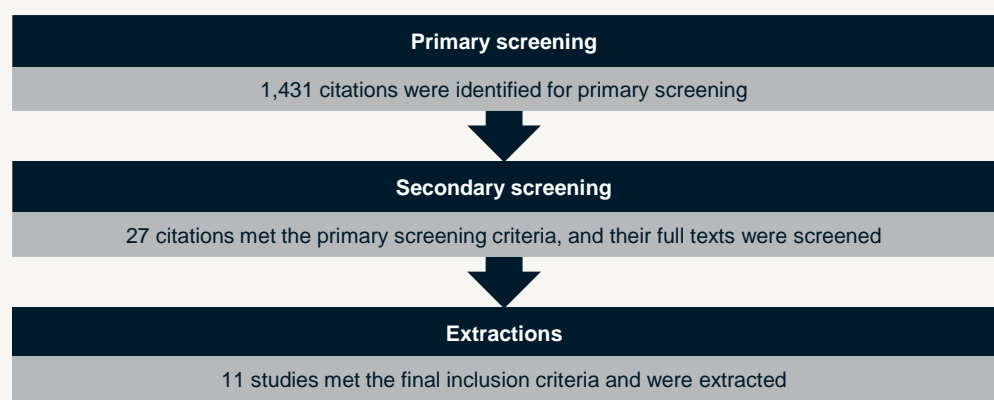 Primary screening
1,431 citations were identified for primary screening
Secondary screening
27 citations met the primary screening criteria, and their full texts were screened
Extractions
11 studies met the final inclusion criteria and were extracted